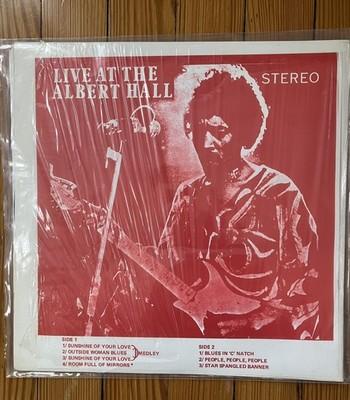 LIVE AT THE
ALBERT HALL
STEREO
SIDE 1
1/ SUNSHINE OF YOUR LOVE
2/ OUTSIDE WOMAN BLUES
3/ SUNSHINE OF YOUR LOVE
MEDLEY
4/ ROOM FULL OF MIRRORS*
SIDE 2
1/ BLUES IN 'C' NATCH
2/ PEOPLE, PEOPLE, PEOPLE
3/ STAR SPANGLED BANNER